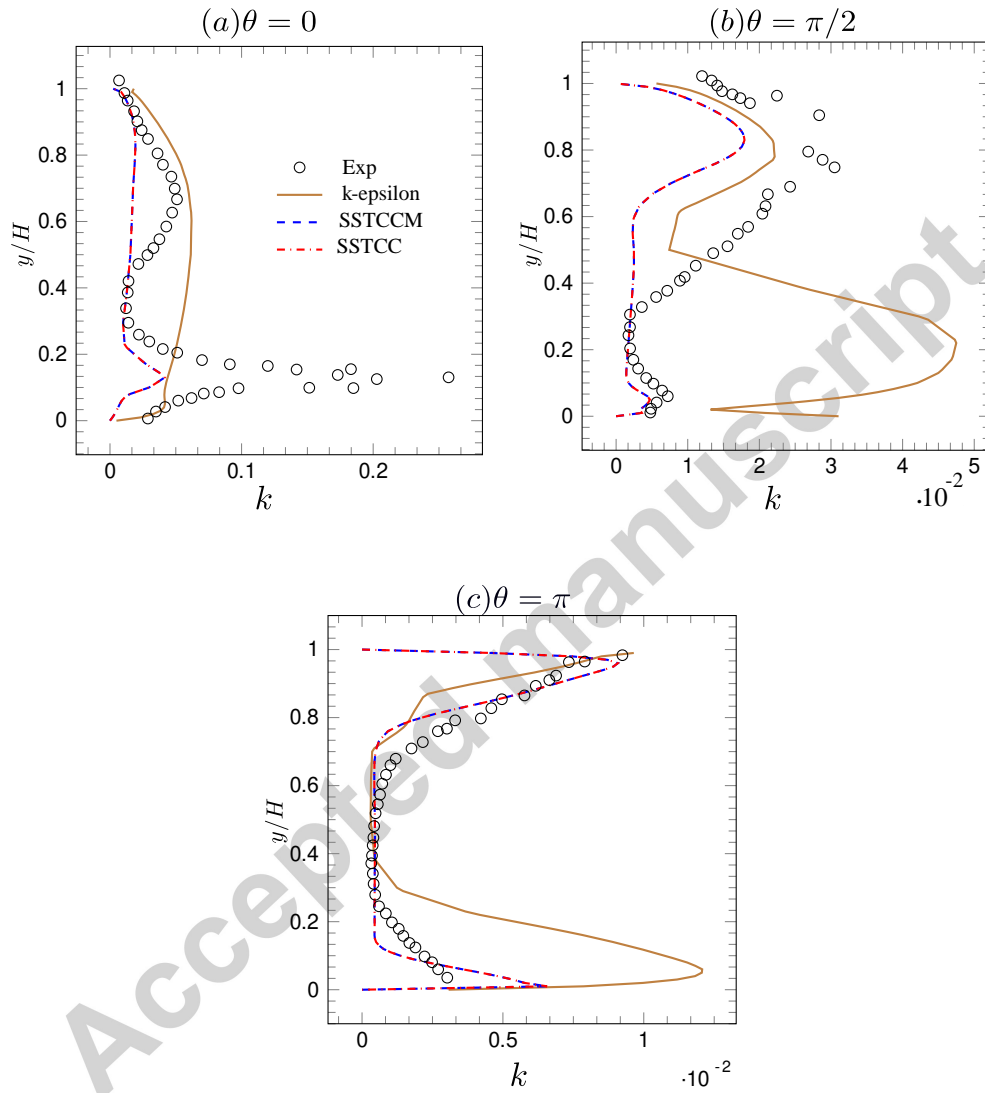 (a)θ = 0
1
0.8
0.6
0.4
0.2
0
y/H
Exp
k-epsilon
SSTCCM
SSTCC
0
0.1
0.2
k
(b)θ = π/2
1
0.8
0.6
0.4
0.2
0
y/H
0
1
2
3
4
5
k
·10⁻²
(c)θ = π
1
0.8
0.6
0.4
0.2
0
y/H
0
0.5
1
k
·10⁻²
Accepted manuscript